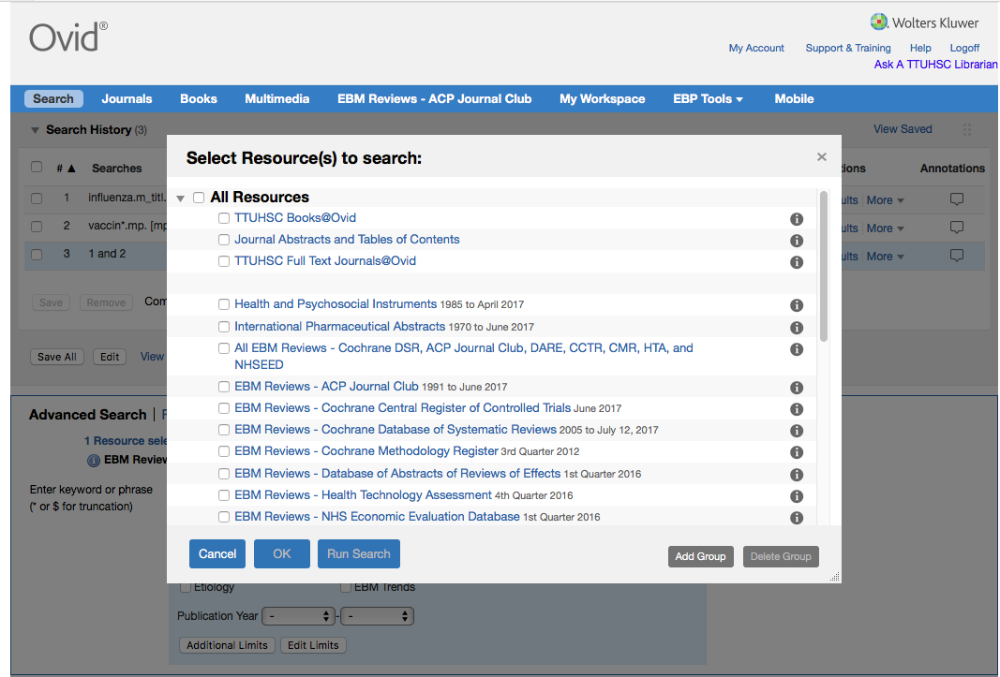 Ovid®
Wolters Kluwer
My Account Support & Training Help Logoff
Ask A TTUHSC Librarian
Search Journals Books Multimedia EBM Reviews - ACP Journal Club My Workspace EBP Tools Mobile
Search History (3) View Saved
# ▲ Searches Annotations
1 influenza.m_titl. More
2 vaccin*.mp. [mp More
3 1 and 2 More
Save Remove
Save All Edit View
Select Resource(s) to search: ×
All Resources
TTUHSC Books@Ovid
Journal Abstracts and Tables of Contents
TTUHSC Full Text Journals@Ovid
Health and Psychosocial Instruments 1985 to April 2017
International Pharmaceutical Abstracts 1970 to June 2017
All EBM Reviews - Cochrane DSR, ACP Journal Club, DARE, CCTR, CMR, HTA, and
NHSEED
EBM Reviews - ACP Journal Club 1991 to June 2017
EBM Reviews - Cochrane Central Register of Controlled Trials June 2017
EBM Reviews - Cochrane Database of Systematic Reviews 2005 to July 12, 2017
EBM Reviews - Cochrane Methodology Register 3rd Quarter 2012
EBM Reviews - Database of Abstracts of Reviews of Effects 1st Quarter 2016
EBM Reviews - Health Technology Assessment 4th Quarter 2016
EBM Reviews - NHS Economic Evaluation Database 1st Quarter 2016
Cancel OK Run Search Add Group Delete Group
Advanced Search |
1 Resource sele
EBM Review
Enter keyword or phrase
(* or $ for truncation)
Etiology EBM Trends
Publication Year - - -
Additional Limits Edit Limits